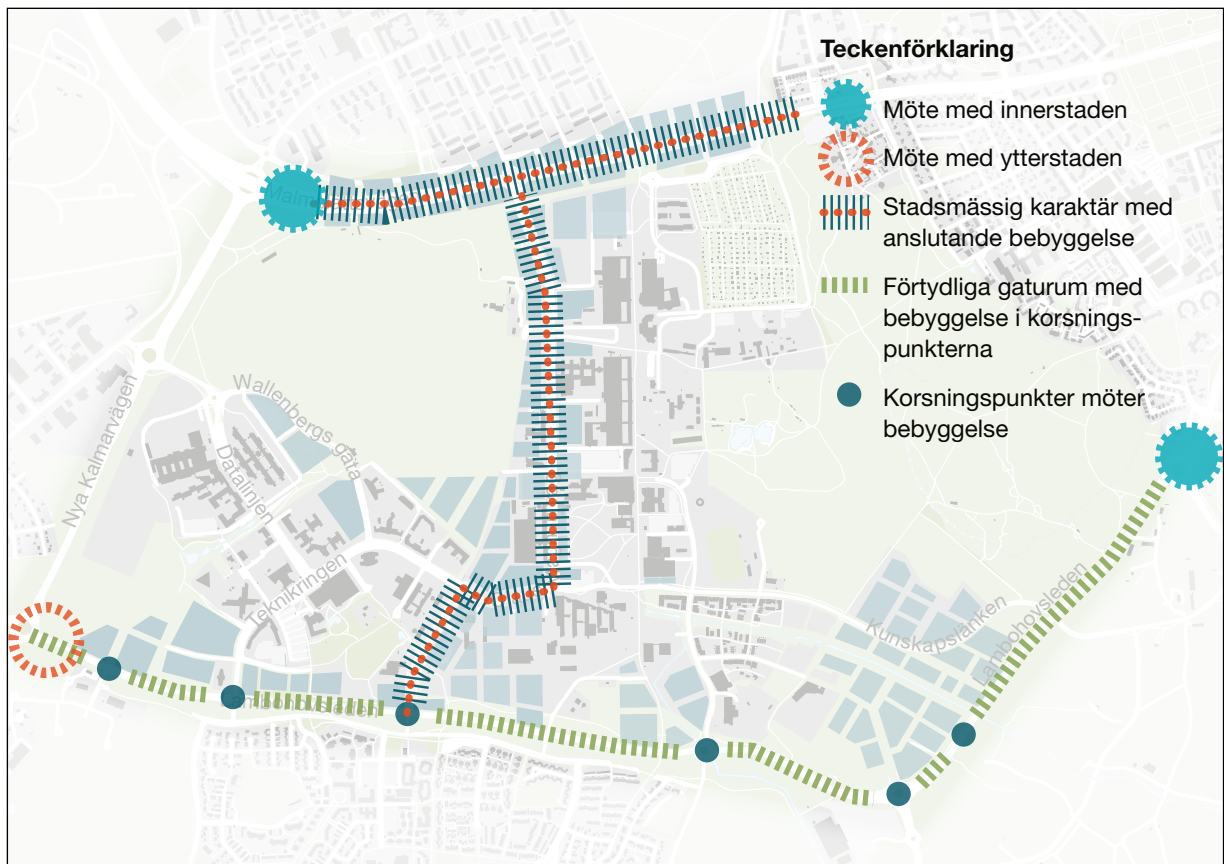 Teckenförklaring
Möte med innerstaden
Möte med ytterstaden
Stadsmässig karaktär med
anslutande bebyggelse
Förtydliga gaturum med
bebyggelse i korsnings-
punkterna
Korsningspunkter möter
bebyggelse
Nya Kalmarvägen
Wallenbergs gata
Datalinjen
Teknikringen
Kunskapslänken
Lambohovsleden
Lambohovsleden